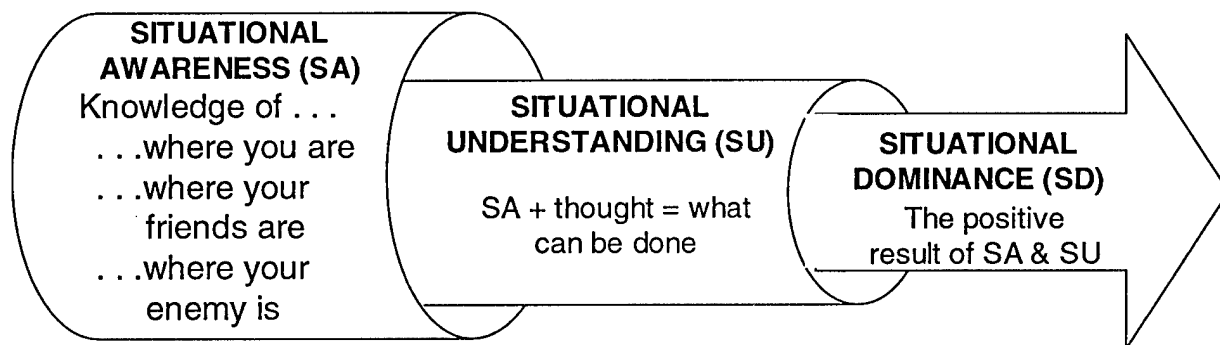 SITUATIONAL
AWARENESS (SA)
Knowledge of . . .
. . .where you are
. . .where your
friends are
. . .where your
enemy is
SITUATIONAL
UNDERSTANDING (SU)
SA + thought = what
can be done
SITUATIONAL
DOMINANCE (SD)
The positive
result of SA & SU